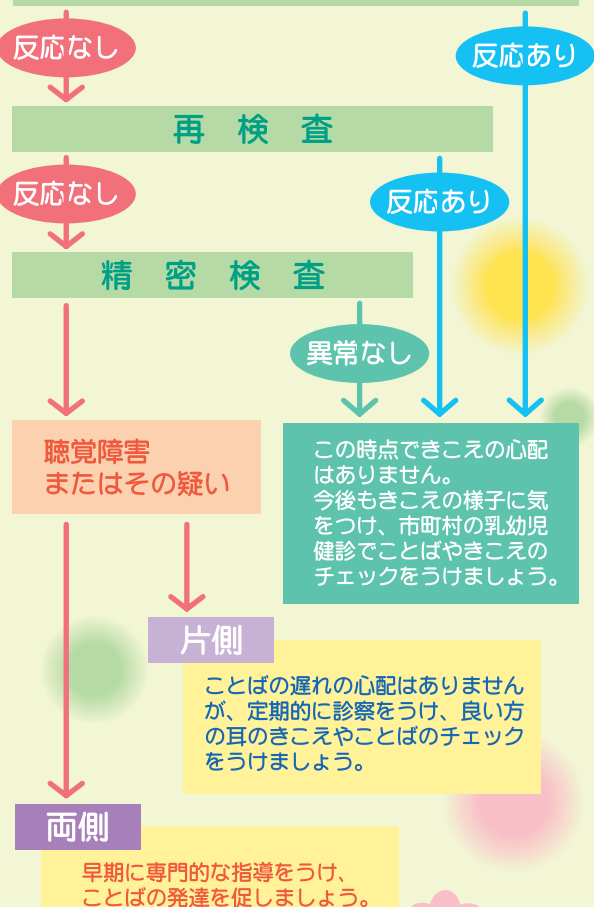 反応なし
反応あり
再検査
反応なし
反応あり
精密検査
異常なし
聴覚障害
またはその疑い
この時点できこえの心配
はありません。
今後もきこえの様子に気
をつけ、市町村の乳幼児
健診でことばやきこえの
チェックをうけましょう。
片側
ことばの遅れの心配はありません
が、定期的に診察をうけ、良い方
の耳のきこえやことばのチェック
をうけましょう。
両側
早期に専門的な指導をうけ、
ことばの発達を促しましょう。